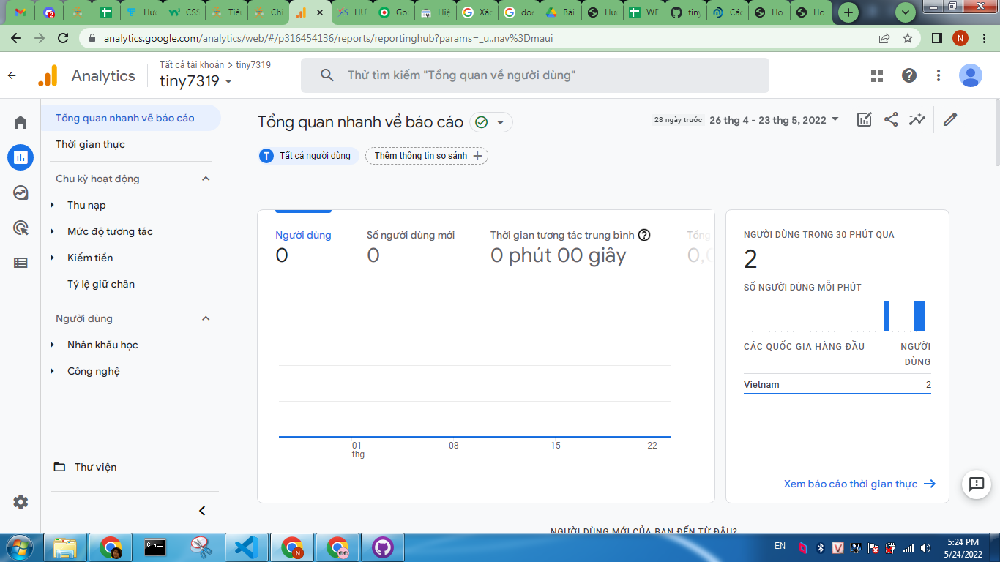 2
Hướ
CSS
Tiể
Chi
HU
Go
Hiệ
Xác
doc
Bài
Hư
WE
tiny
Các
Ho
Ho
analytics.google.com/analytics/web/#/p316454136/reports/reportinghub?params=_u..nav%3Dmaui
N
Analytics
Tất cả tài khoản > tiny7319
tiny7319
Thử tìm kiếm "Tổng quan về người dùng"
Tổng quan nhanh về báo cáo
Thời gian thực
Chu kỳ hoạt động
Thu nạp
Mức độ tương tác
Kiếm tiền
Tỷ lệ giữ chân
Người dùng
Nhân khẩu học
Công nghệ
Thư viện
Tổng quan nhanh về báo cáo
28 ngày trước 26 thg 4 - 23 thg 5, 2022
T Tất cả người dùng
Thêm thông tin so sánh
Người dùng
0
Số người dùng mới
0
Thời gian tương tác trung bình
0 phút 00 giây
Tổng
0,0
01
thg
08
15
22
NGƯỜI DÙNG TRONG 30 PHÚT QUA
2
SỐ NGƯỜI DÙNG MỖI PHÚT
CÁC QUỐC GIA HÀNG ĐẦU
NGƯỜI
DÙNG
Vietnam 2
Xem báo cáo thời gian thực
NGƯỜI DÙNG MỚI CỦA BẠN ĐẾN TỪ ĐÂU?
C:\_
N
EN
V
5:24 PM
5/24/2022